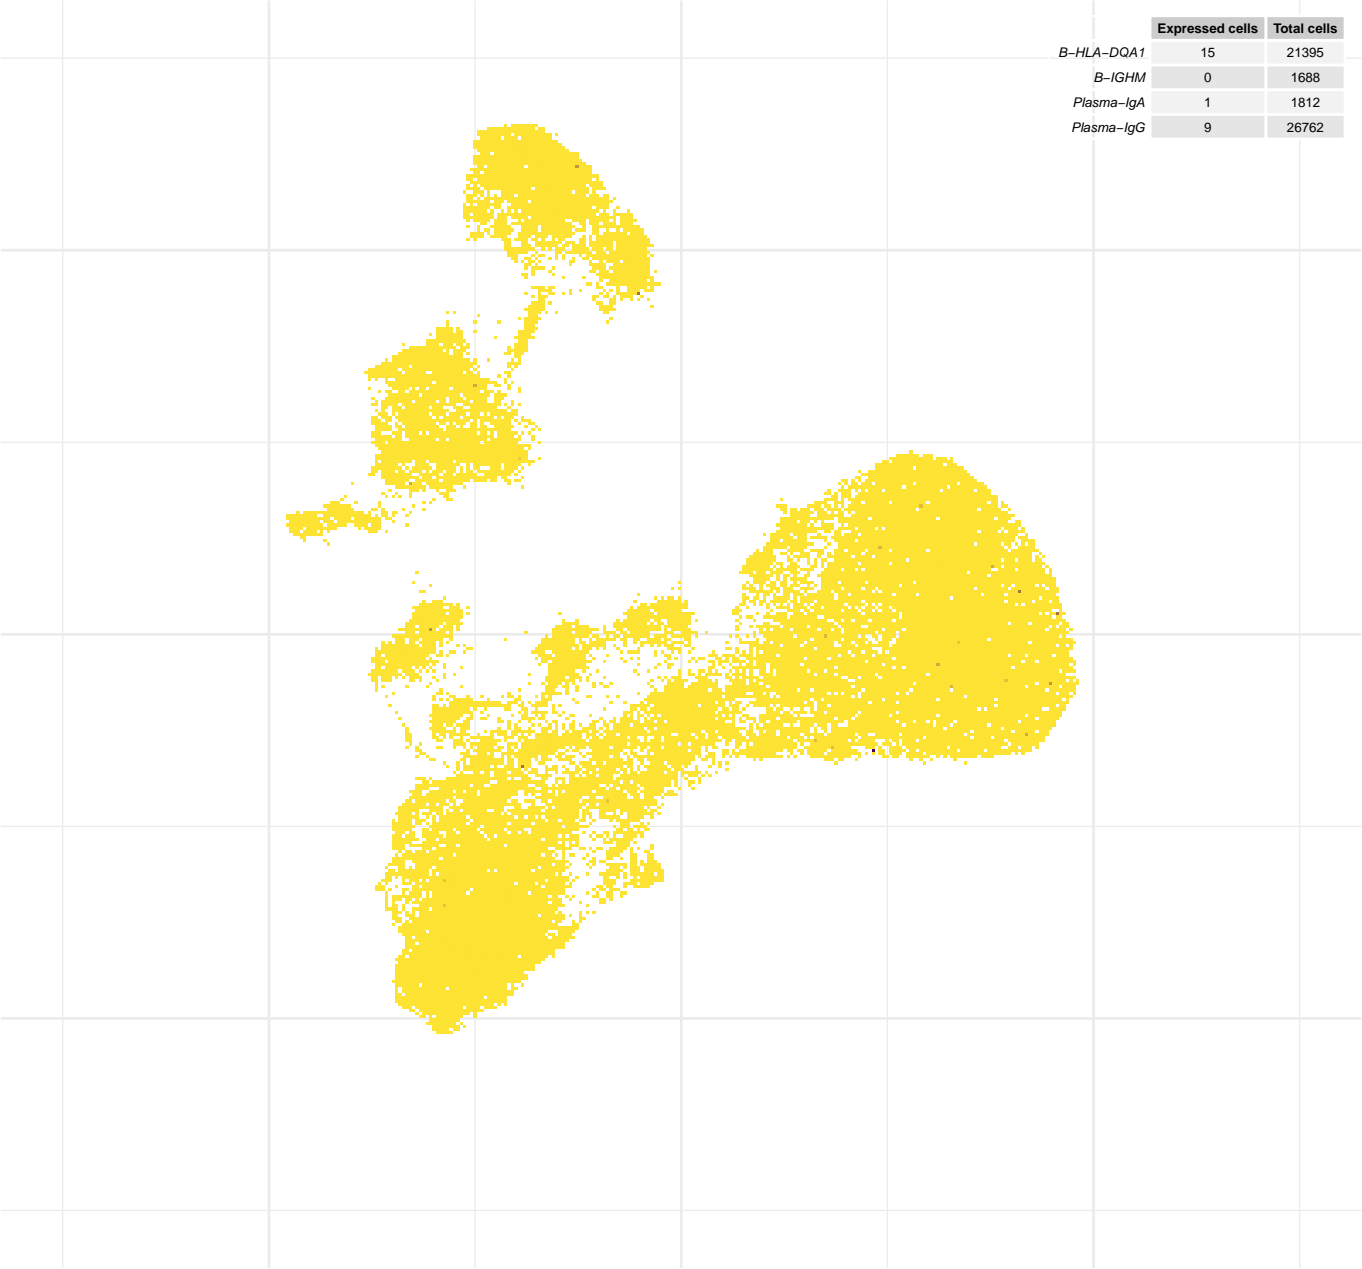 Expressed cells Total cells
B−HLA−DQA1 15 21395
B−IGHM 0 1688
Plasma−IgA 1 1812
Plasma−IgG 9 26762